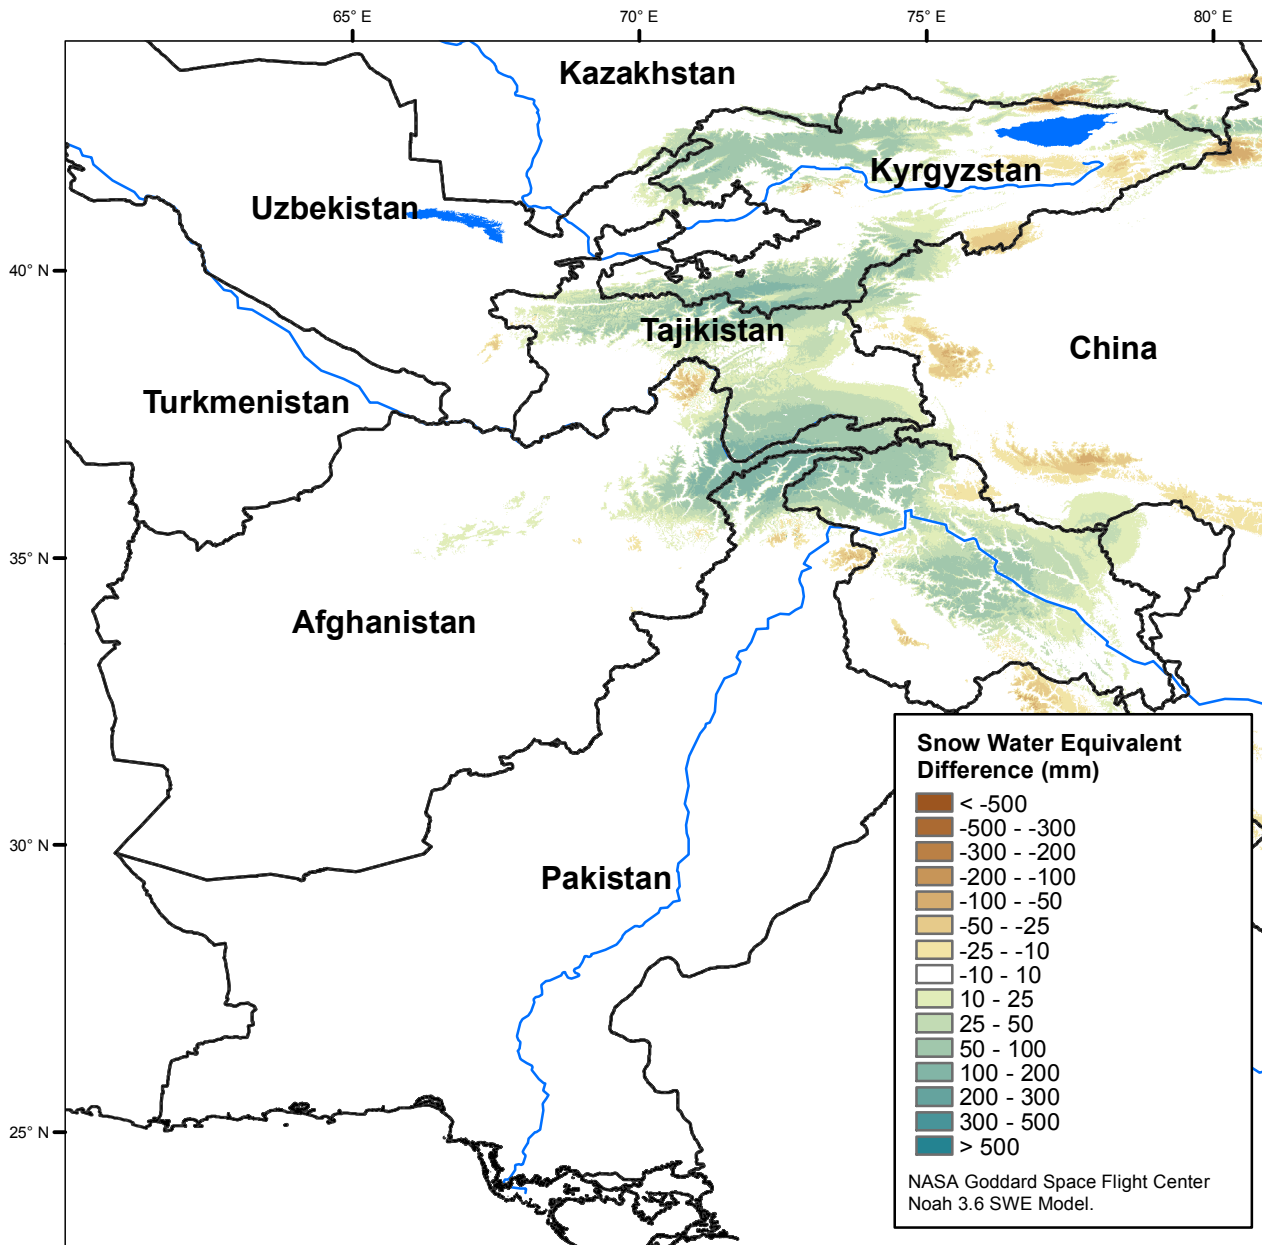 65° E
70° E
75° E
80° E
Kazakhstan
Kyrgyzstan
Uzbekistan
40° N
Tajikistan
China
Turkmenistan
35° N
Afghanistan
30° N
Pakistan
25° N
Snow Water Equivalent
Difference (mm)
< -500
-500 - -300
-300 - -200
-200 - -100
-100 - -50
-50 - -25
-25 - -10
-10 - 10
10 - 25
25 - 50
50 - 100
100 - 200
200 - 300
300 - 500
> 500
NASA Goddard Space Flight Center
Noah 3.6 SWE Model.